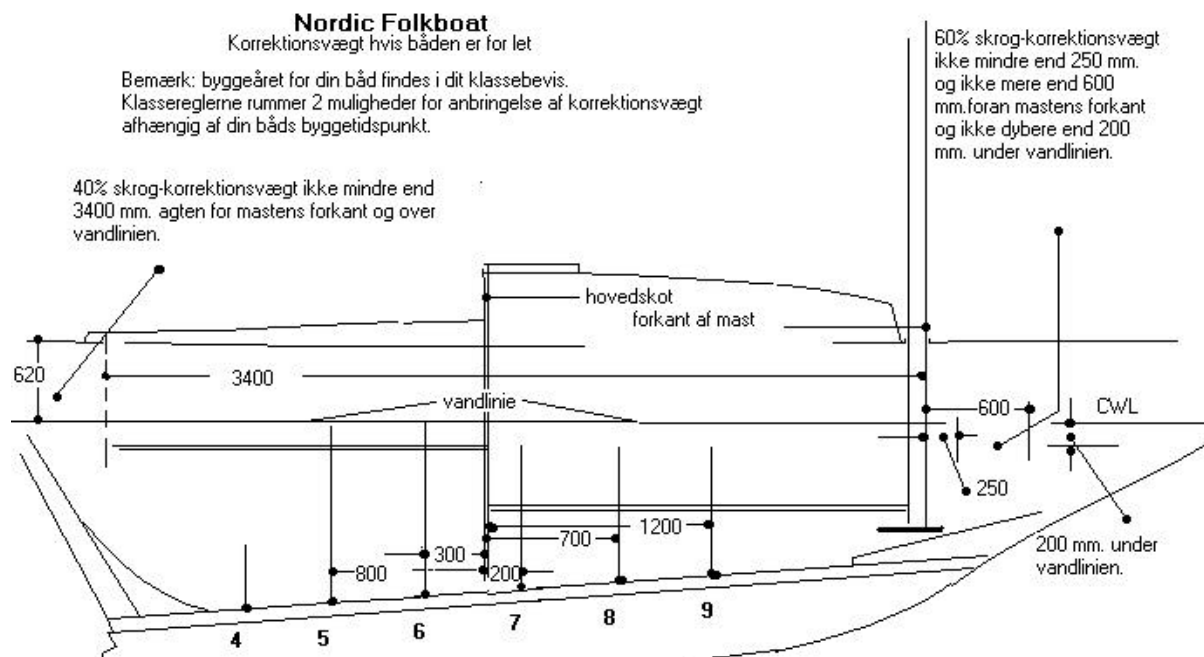 Nordic Folkboat
Korrektionsvægt hvis båden er for let
Bemærk: byggeåret for din båd findes i dit klassebevis.
Klassereglerne rummer 2 muligheder for anbringelse af korrektionsvægt
afhængig af din båds byggetidspunkt.
60% skrog-korrektionsvægt
ikke mindre end 250 mm.
og ikke mere end 600
mm.foran mastens forkant
og ikke dybere end 200
mm. under vandlinien.
40% skrog-korrektionsvægt ikke mindre end
3400 mm. agten for mastens forkant og over
vandlinien.
hovedskot
forkant af mast
620
3400
vandlinie
600
CWL
250
1200
700
300
800
200
200 mm. under
vandlinien.
4
5
6
7
8
9